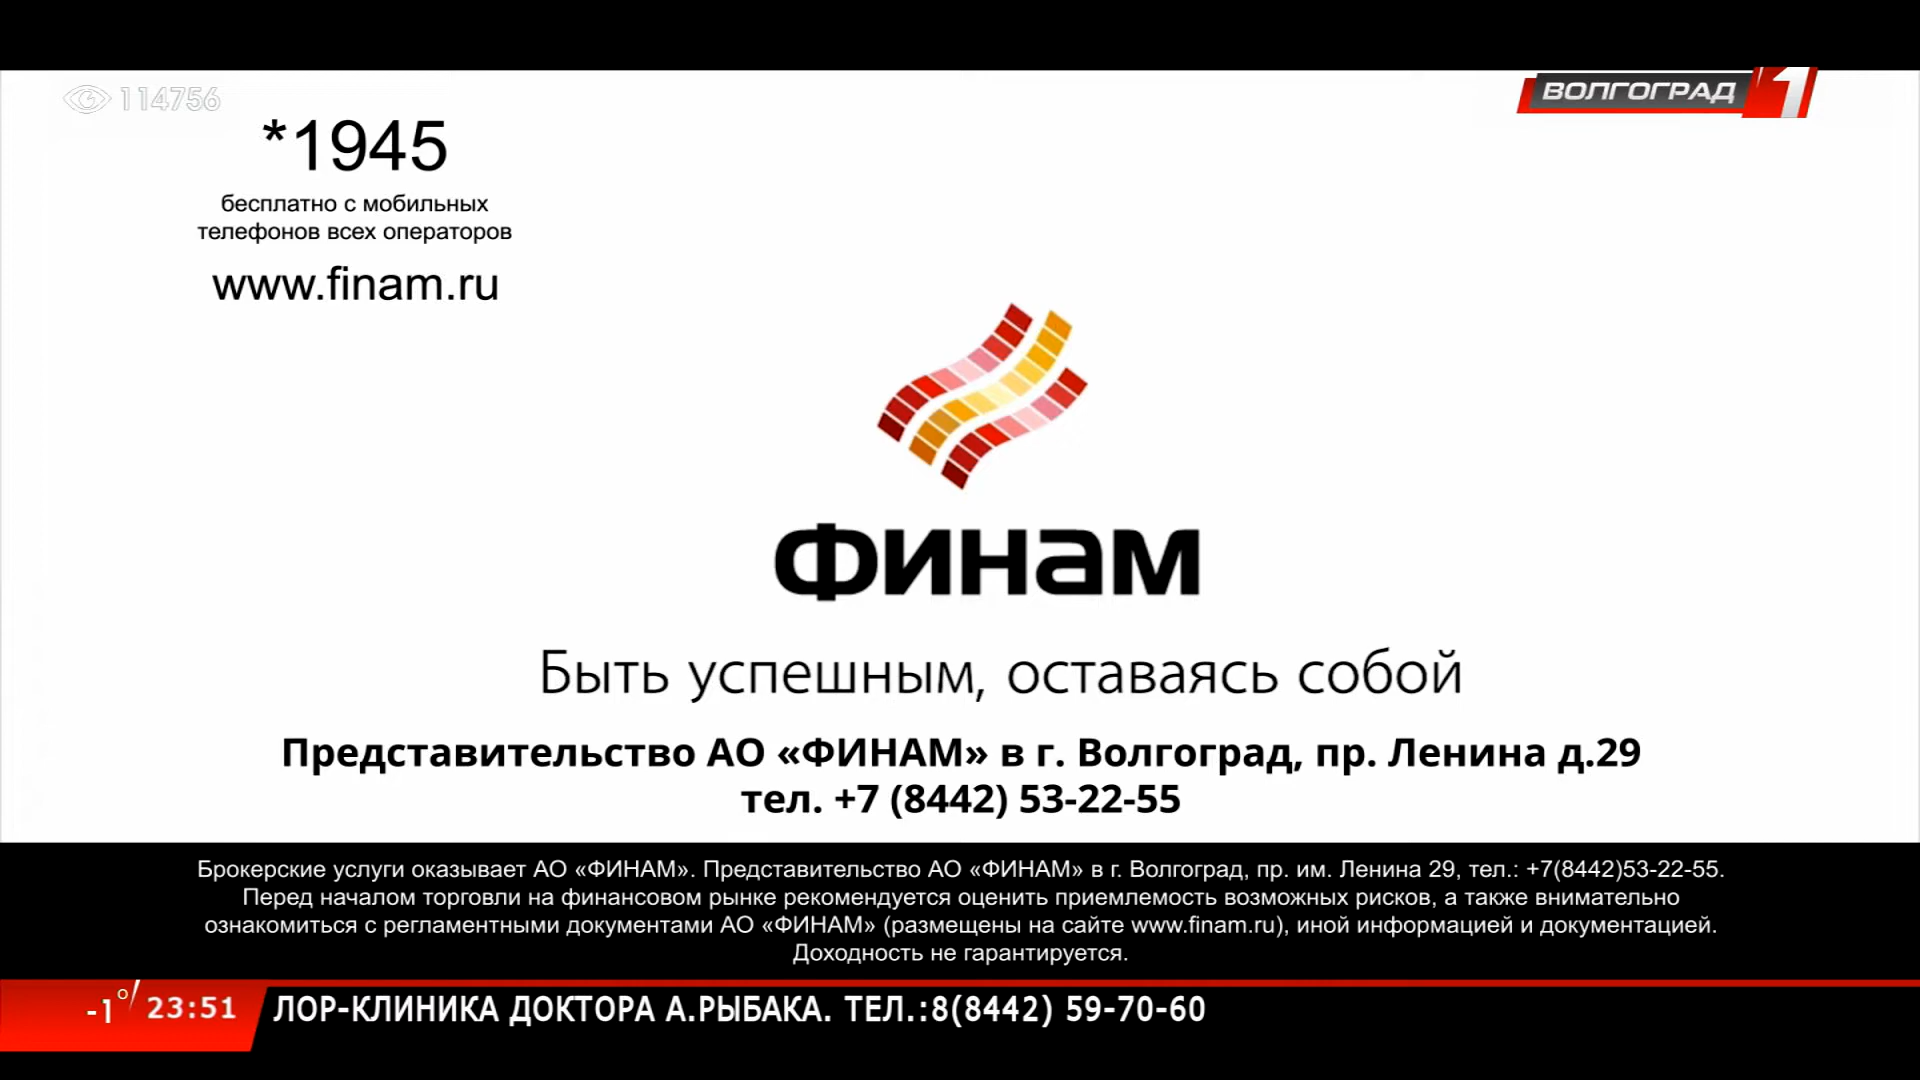 114756
ВОЛГОГРАД 1
*1945
бесплатно с мобильных
телефонов всех операторов
www.finam.ru
ФИНАМ
Быть успешным, оставаясь собой
Представительство АО «ФИНАМ» в г. Волгоград, пр. Ленина д.29
тел. +7 (8442) 53-22-55
Брокерские услуги оказывает АО «ФИНАМ». Представительство АО «ФИНАМ» в г. Волгоград, пр. им. Ленина 29, тел.: +7(8442)53-22-55.
Перед началом торговли на финансовом рынке рекомендуется оценить приемлемость возможных рисков, а также внимательно
ознакомиться с регламентными документами АО «ФИНАМ» (размещены на сайте www.finam.ru), иной информацией и документацией.
Доходность не гарантируется.
-1° 23:51 ЛОР-КЛИНИКА ДОКТОРА А.РЫБАКА. ТЕЛ.:8(8442) 59-70-60